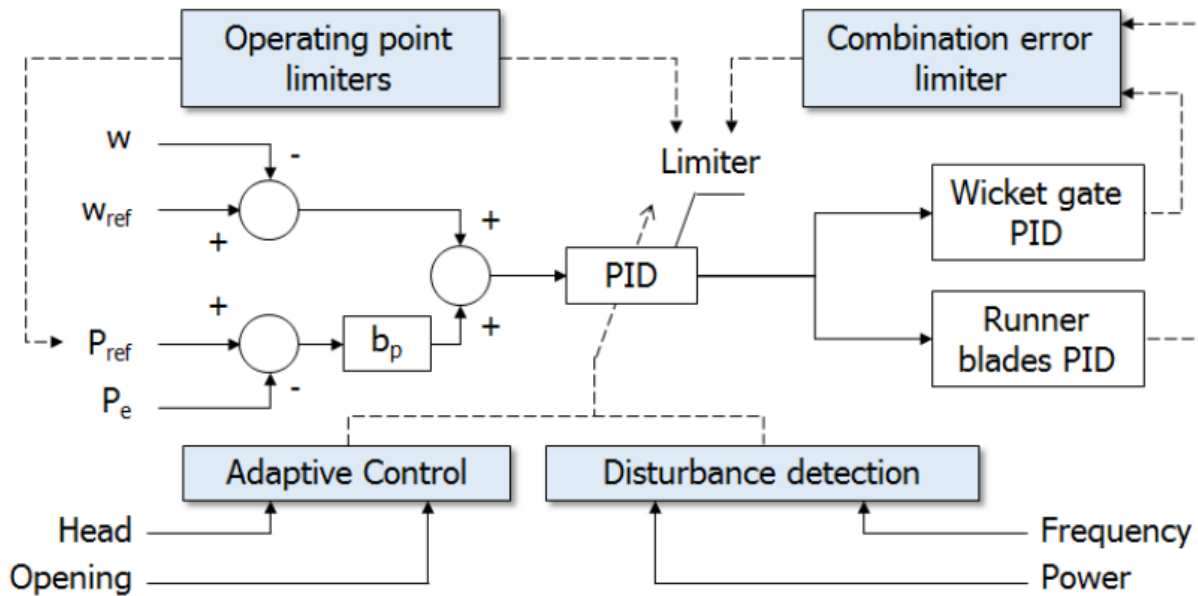 Operating point
limiters
Combination error
limiter
w
-
Limiter
w_ref
+
+
Wicket gate
PID
PID
+
P_ref
b_p
+
Runner
blades PID
P_e
-
Adaptive Control
Disturbance detection
Head
Frequency
Opening
Power